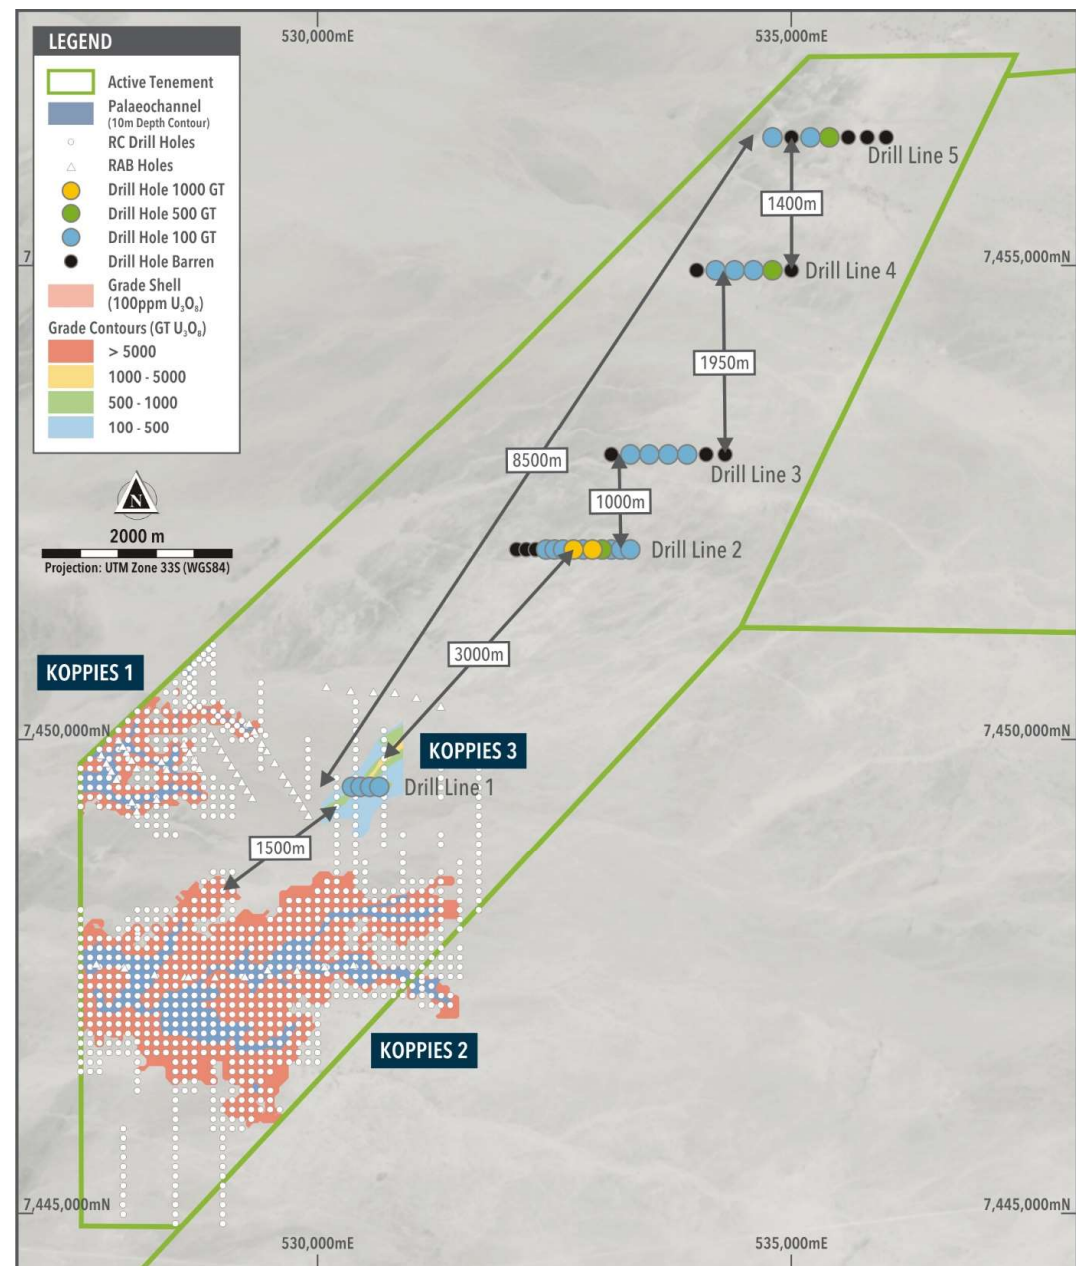 530,000mE
535,000mE
LEGEND
Active Tenement
Palaeochannel
(10m Depth Contour)
RC Drill Holes
RAB Holes
Drill Hole 1000 GT
Drill Hole 500 GT
Drill Hole 100 GT
Drill Hole Barren
Grade Shell
(100ppm U₃O₈)
Grade Contours (GT U₃O₈)
> 5000
1000 - 5000
500 - 1000
100 - 500
N
2000 m
Projection: UTM Zone 33S (WGS84)
Drill Line 5
1400m
7
7,455,000mN
Drill Line 4
1950m
8500m
Drill Line 3
1000m
Drill Line 2
3000m
KOPPIES 1
7,450,000mN
7,450,000mN
KOPPIES 3
Drill Line 1
1500m
KOPPIES 2
7,445,000mN
7,445,000mN
530,000mE
535,000mE